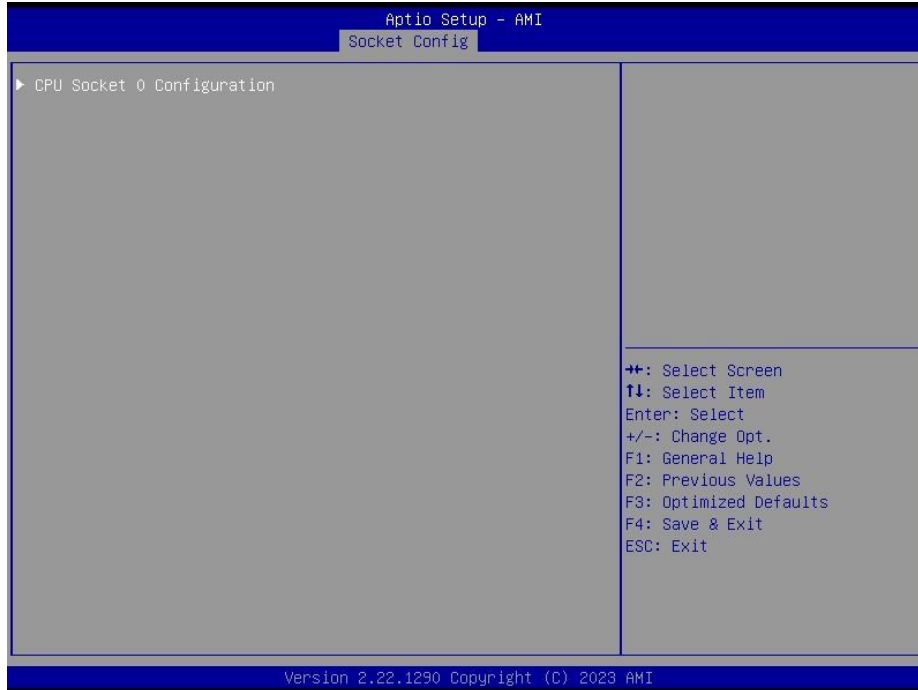 Aptio Setup - AMI
Socket Config
▶ CPU Socket 0 Configuration
→←: Select Screen
↑↓: Select Item
Enter: Select
+/-: Change Opt.
F1: General Help
F2: Previous Values
F3: Optimized Defaults
F4: Save & Exit
ESC: Exit
Version 2.22.1290 Copyright (C) 2023 AMI